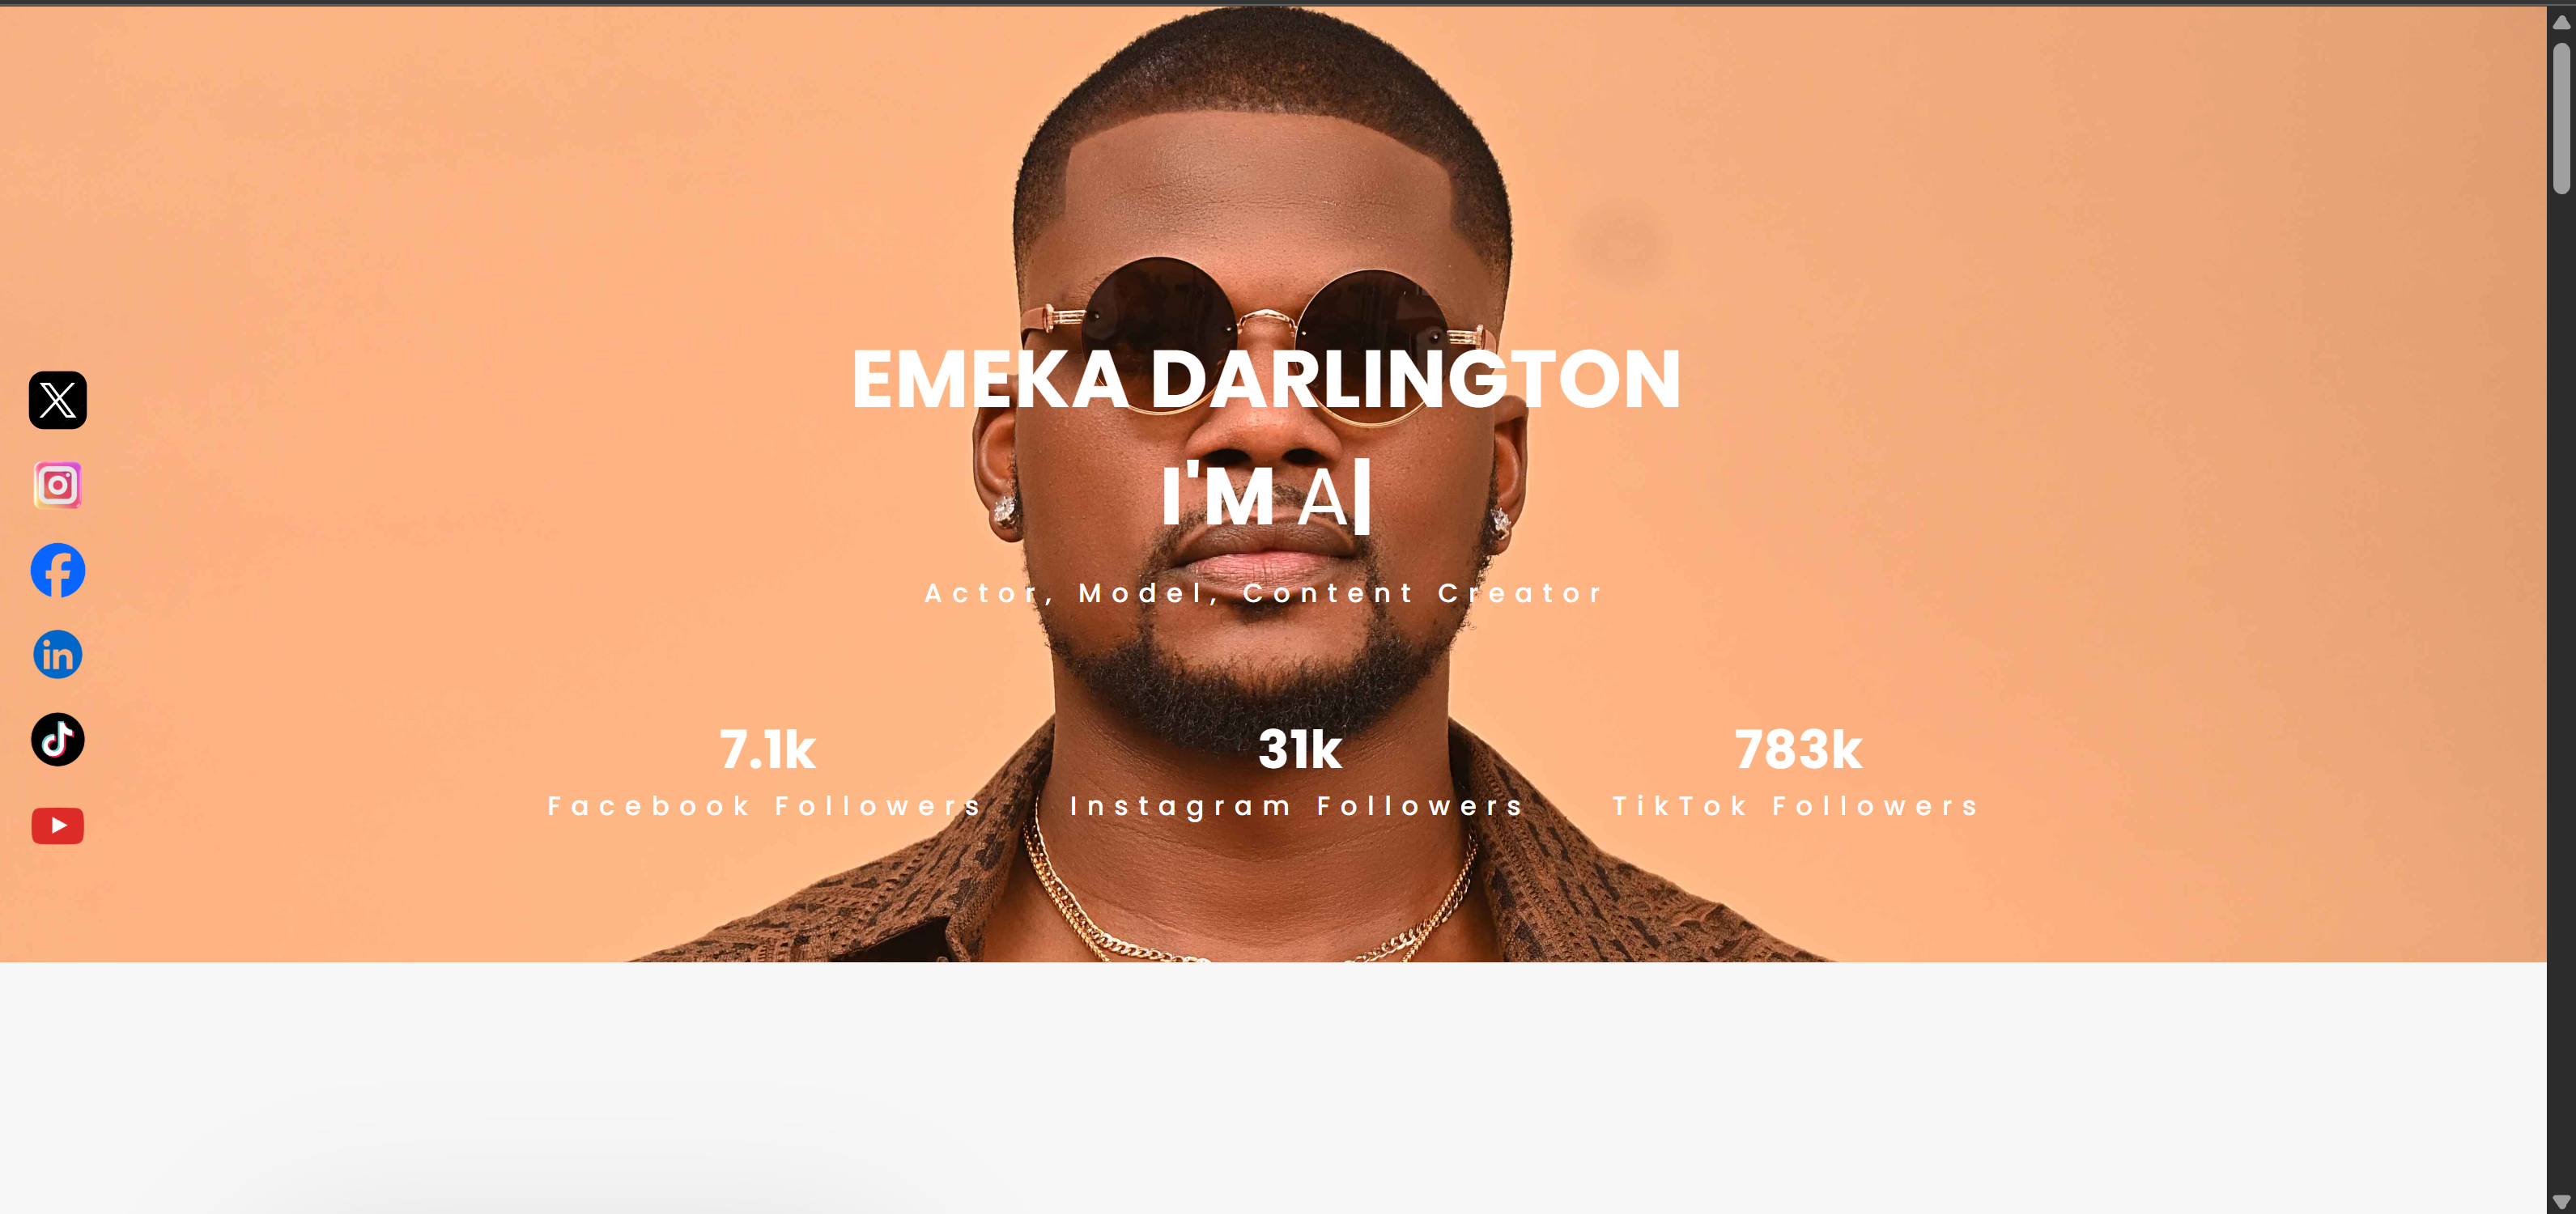 EMEKA DARLINGTON
I'M A|
Actor, Model, Content Creator
7.1k 31k 783k
Facebook Followers Instagram Followers TikTok Followers